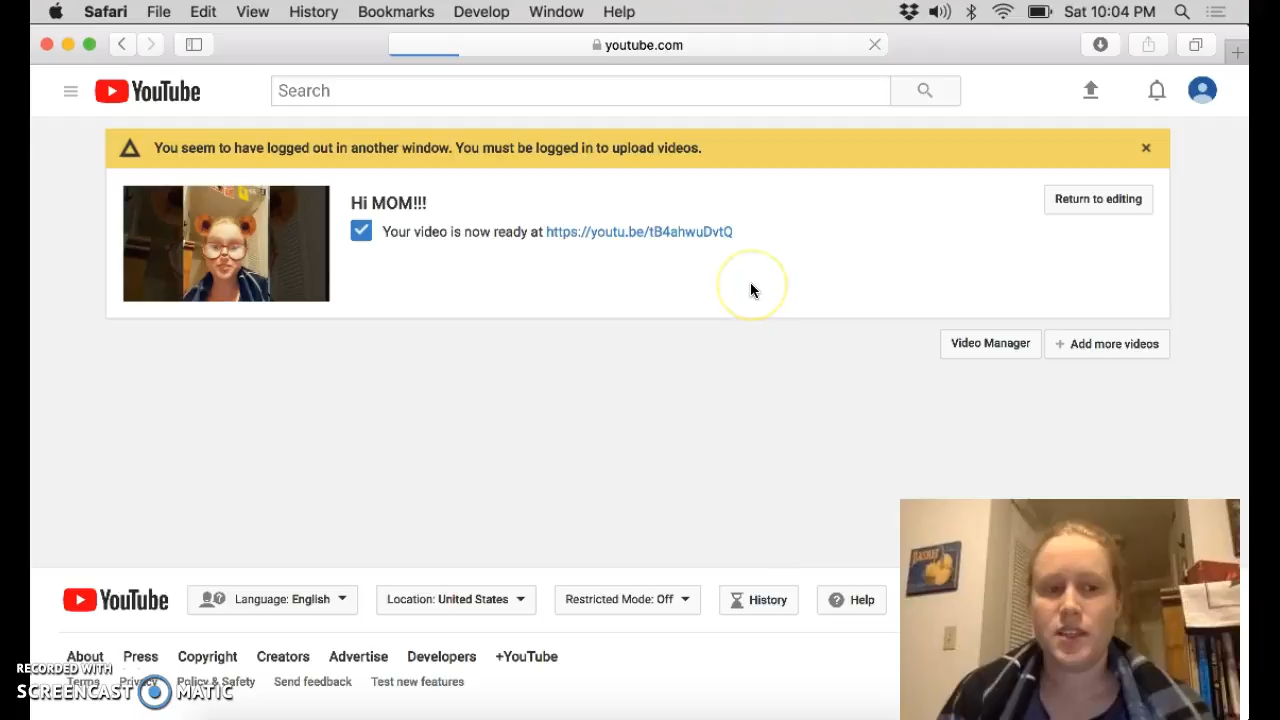 Safari File Edit View History Bookmarks Develop Window Help Sat 10:04 PM
youtube.com
YouTube Search
You seem to have logged out in another window. You must be logged in to upload videos.
Hi MOM!!!
Return to editing
Your video is now ready at https://youtu.be/tB4ahwuDvtQ
Video Manager + Add more videos
YouTube Language: English Location: United States Restricted Mode: Off History Help
About Press Copyright Creators Advertise Developers +YouTube
RECORDED WITH
Terms Privacy Policy & Safety Send feedback Test new features
SCREENCAST MATIC